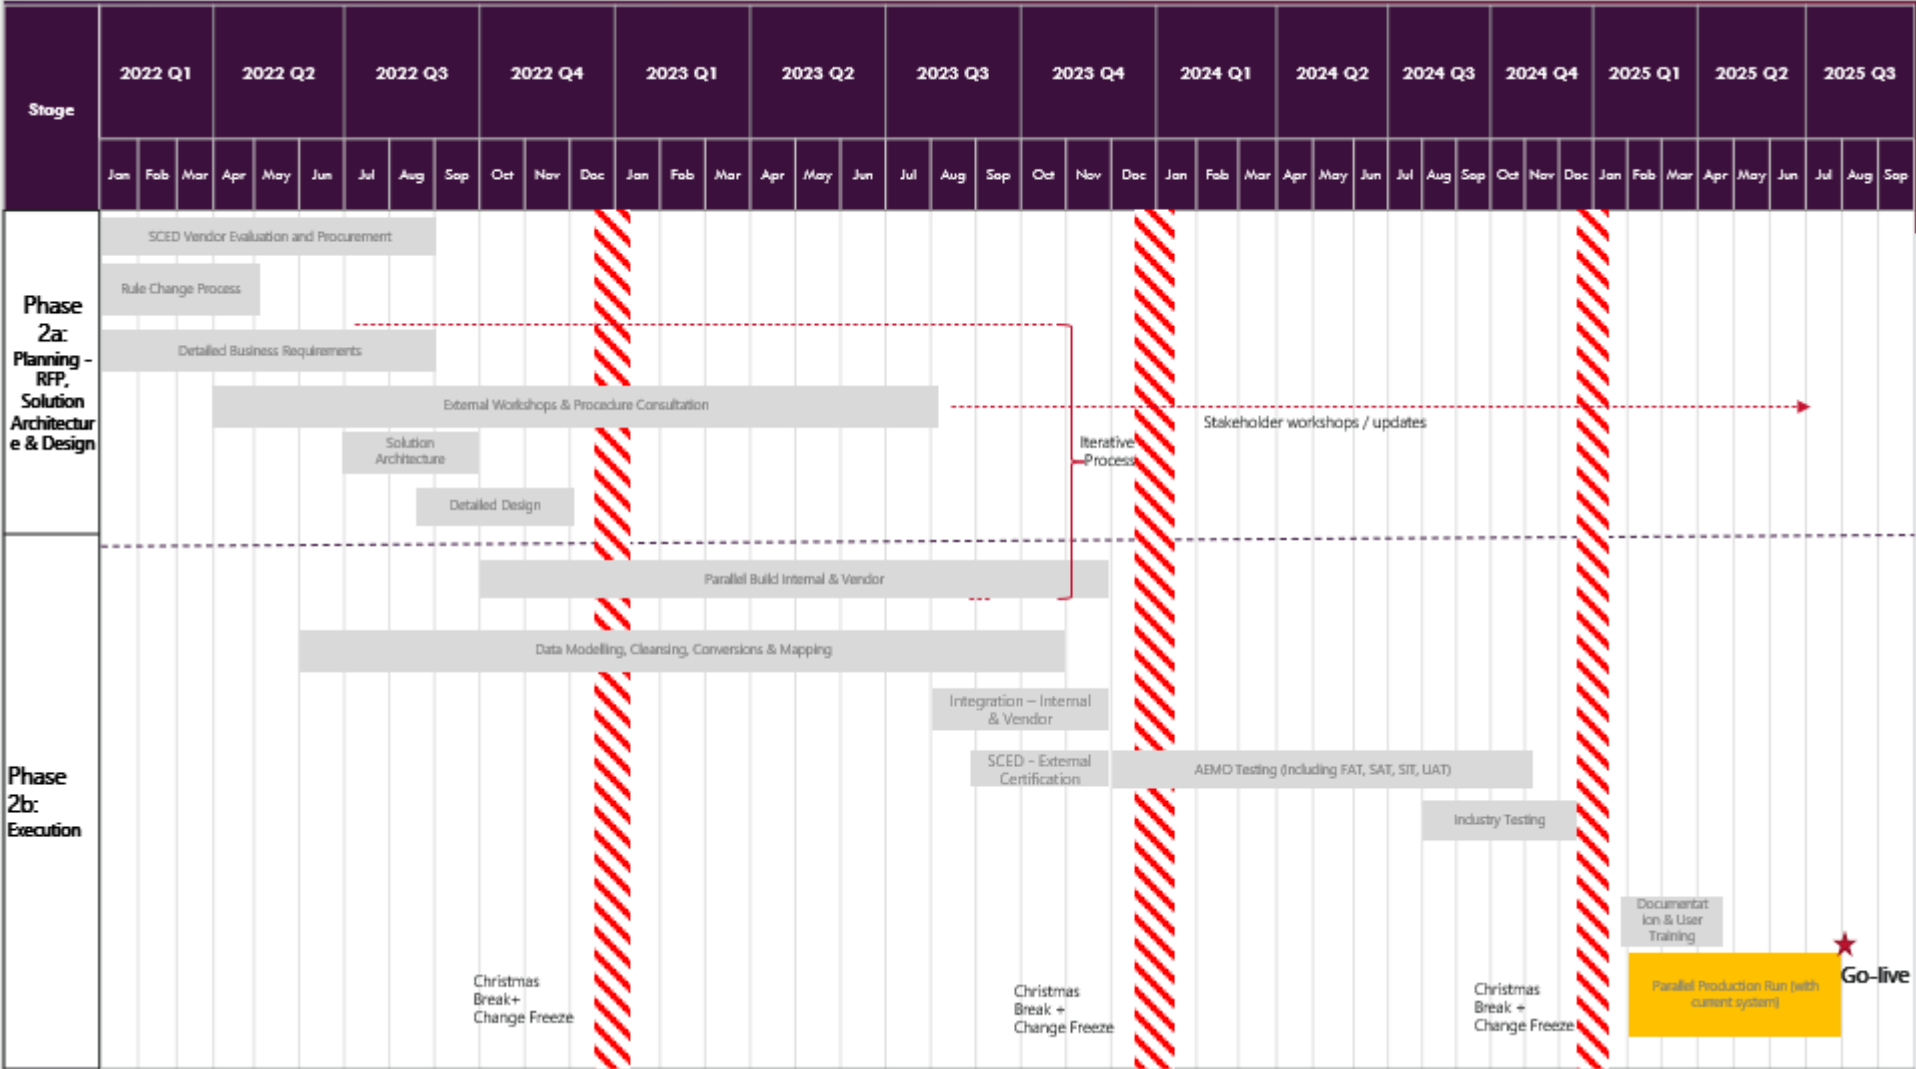 Stage
2022 Q1 2022 Q2 2022 Q3 2022 Q4 2023 Q1 2023 Q2 2023 Q3 2023 Q4 2024 Q1 2024 Q2 2024 Q3 2024 Q4 2025 Q1 2025 Q2 2025 Q3
Jan Feb Mar Apr May Jun Jul Aug Sep Oct Nov Dec Jan Feb Mar Apr May Jun Jul Aug Sep Oct Nov Dec Jan Feb Mar Apr May Jun Jul Aug Sep Oct Nov Dec Jan Feb Mar Apr May Jun Jul Aug Sep
Phase
2a:
Planning –
RFP,
Solution
Architectur
e & Design
SCED Vendor Evaluation and Procurement
Rule Change Process
Detailed Business Requirements
External Workshops & Procedure Consultation
Stakeholder workshops / updates
Solution
Architecture
Iterative
Process
Detailed Design
Phase
2b:
Execution
Parallel Build Internal & Vendor
Data Modelling, Cleansing, Conversions & Mapping
Integration – Internal
& Vendor
SCED - External
Certification
AEMO Testing (Including FAT, SAT, SIT, UAT)
Industry Testing
Documentat
ion & User
Training
Go-live
Parallel Production Run (with
current system)
Christmas
Break+
Change Freeze
Christmas
Break +
Change Freeze
Christmas
Break +
Change Freeze